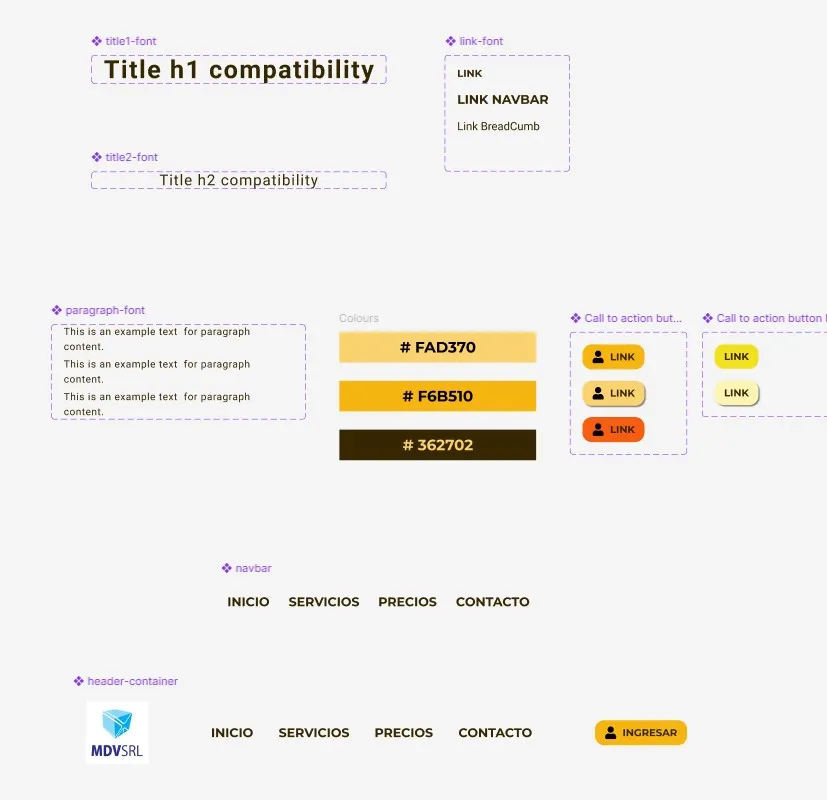 title1-font
Title h1 compatibility
link-font
LINK
LINK NAVBAR
Link BreadCumb
title2-font
Title h2 compatibility
paragraph-font
This is an example text for paragraph
content.
This is an example text for paragraph
content.
This is an example text for paragraph
content.
Colours
# FAD370
# F6B510
# 362702
Call to action but...
LINK
LINK
LINK
Call to action button
LINK
LINK
navbar
INICIO SERVICIOS PRECIOS CONTACTO
header-container
MDVSRL
INICIO SERVICIOS PRECIOS CONTACTO
INGRESAR